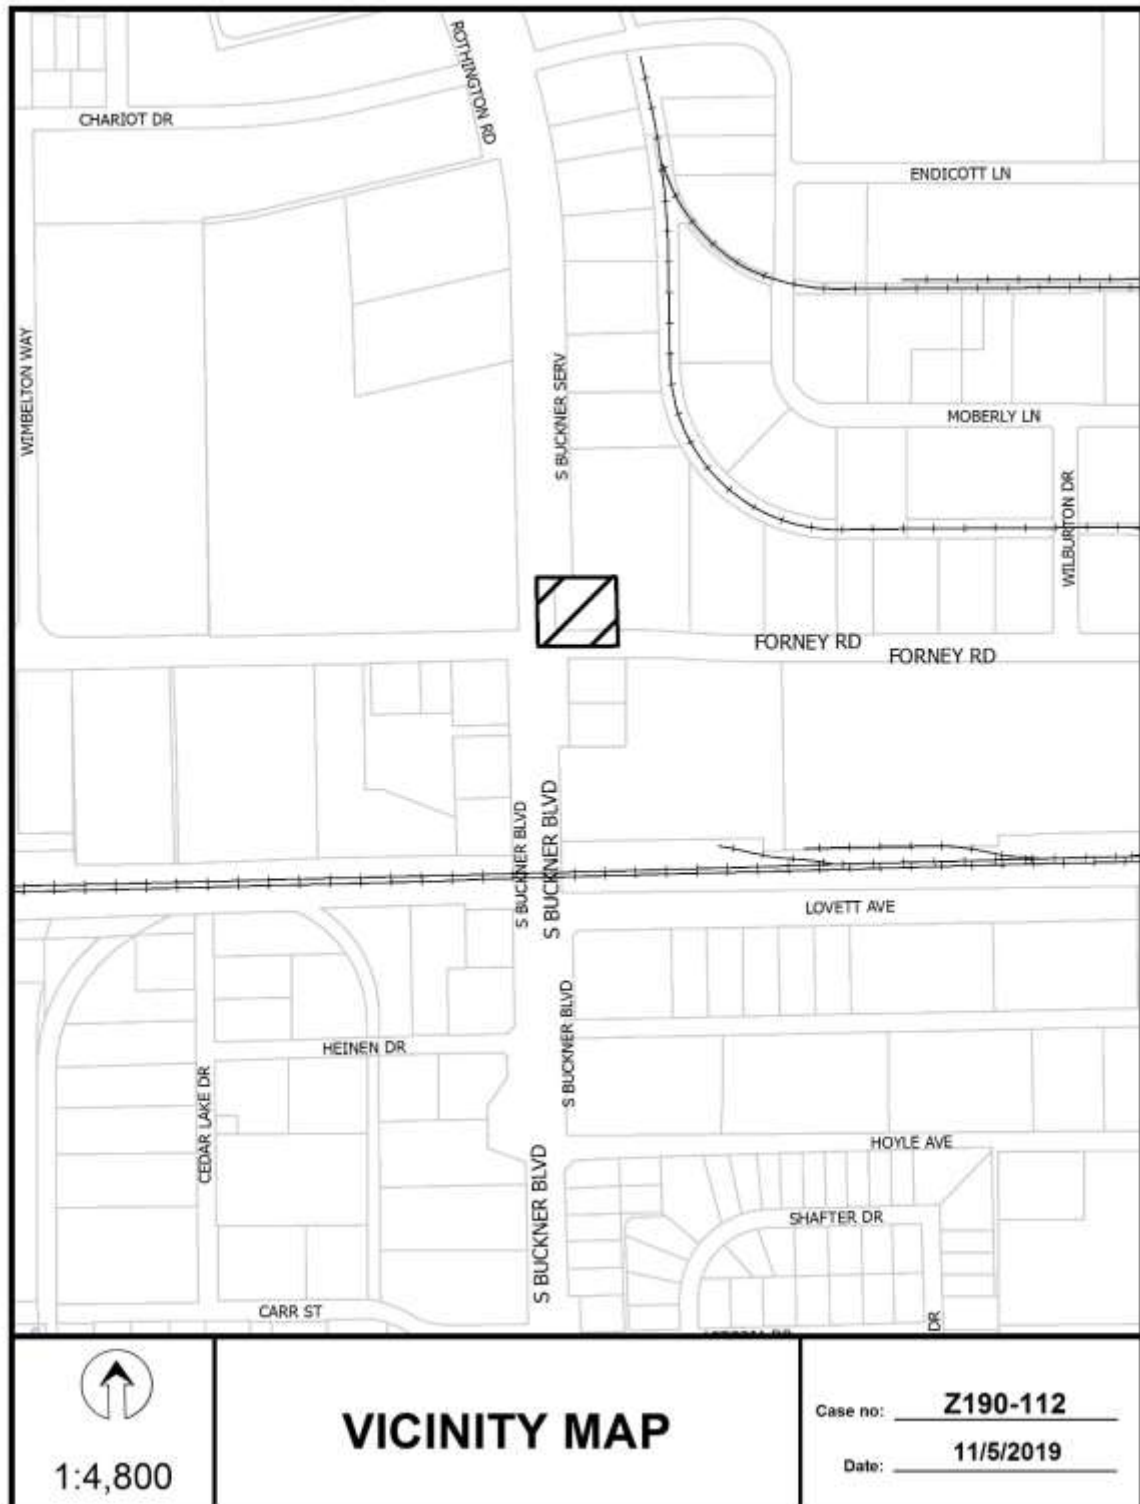 ROTHINGTON RD
CHARIOT DR
ENDICOTT LN
WIMBELTON WAY
S BUCKNER SERV
MOBERLY LN
WILBURTON DR
FORNEY RD
FORNEY RD
S BUCKNER BLVD
S BUCKNER BLVD
LOVETT AVE
S BUCKNER BLVD
HEINEN DR
CEDAR LAKE DR
HOYLE AVE
S BUCKNER BLVD
SHAFTER DR
CARR ST
DR
1:4,800
VICINITY MAP
Case no: Z190-112
Date: 11/5/2019